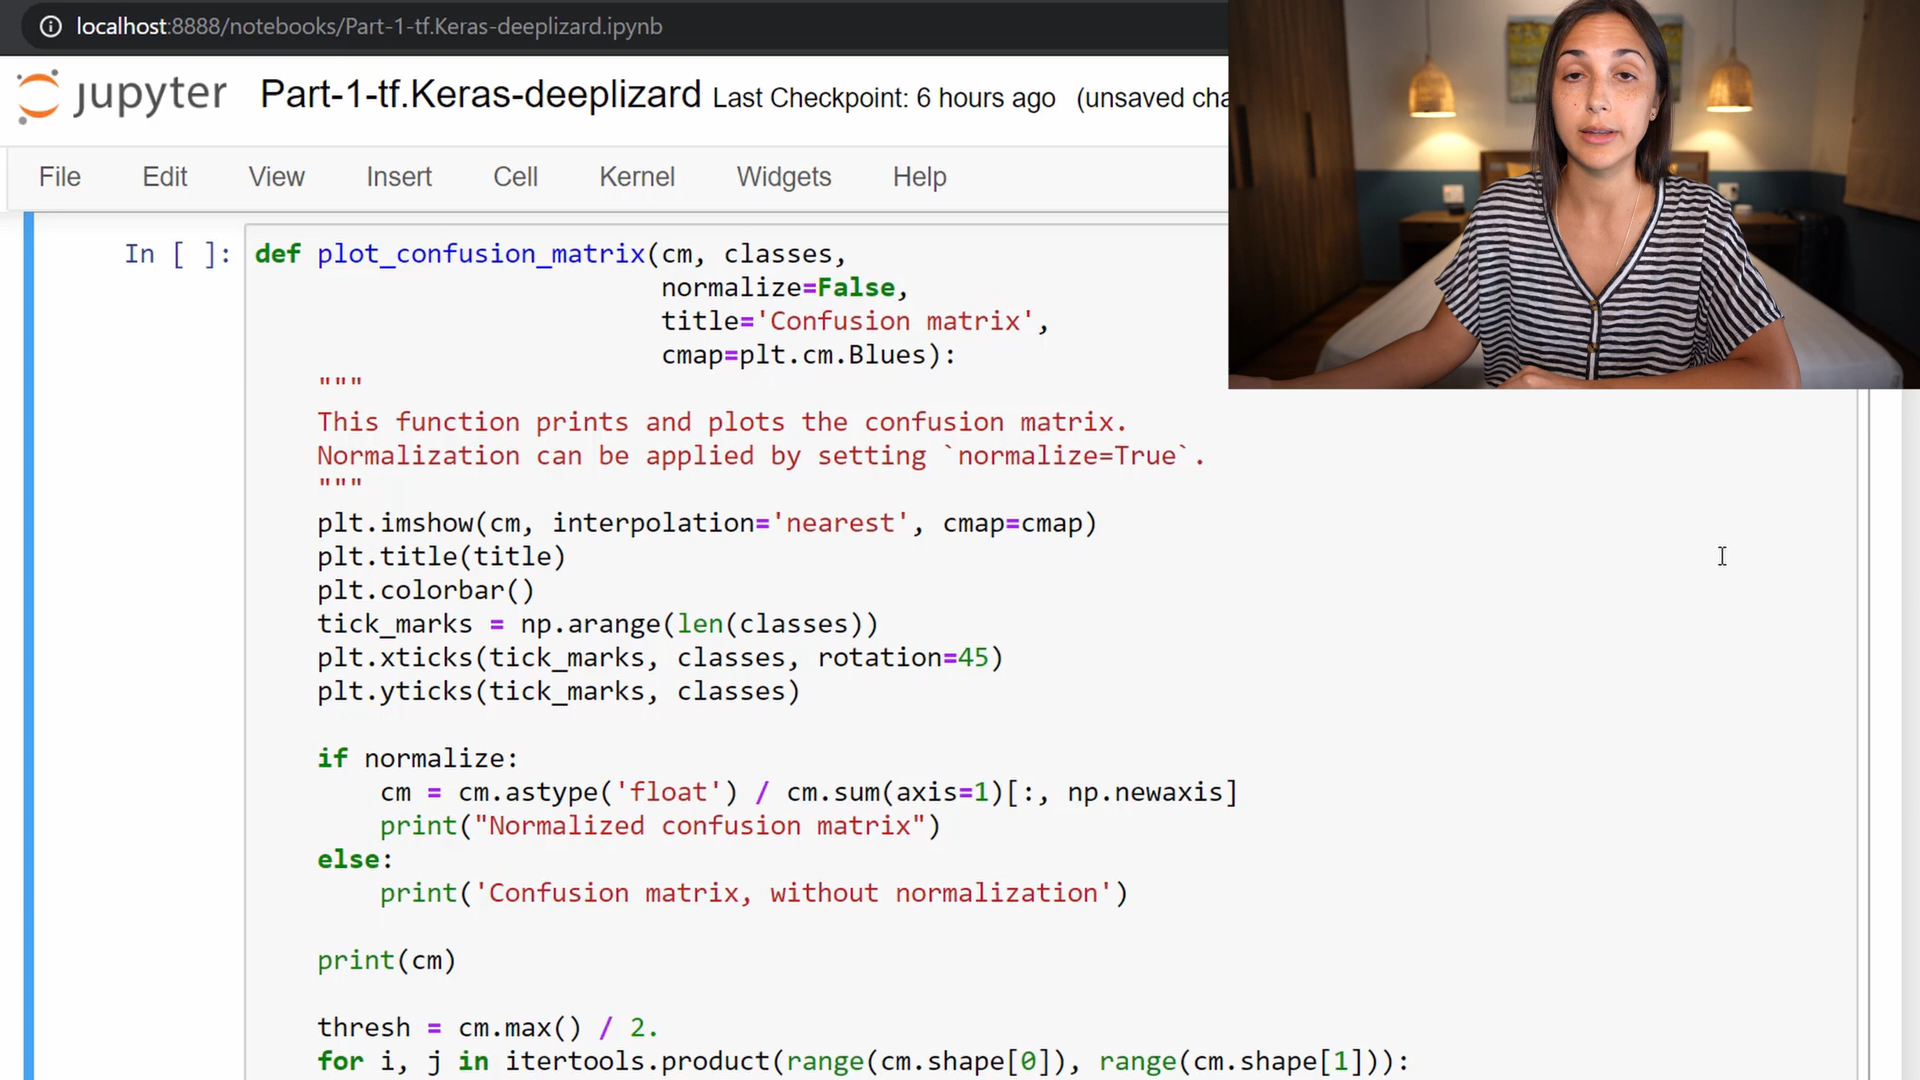 localhost:8888/notebooks/Part-1-tf.Keras-deeplizard.ipynb
jupyter Part-1-tf.Keras-deeplizard Last Checkpoint: 6 hours ago (unsaved cha
File Edit View Insert Cell Kernel Widgets Help
In [ ]: def plot_confusion_matrix(cm, classes,
normalize=False,
title='Confusion matrix',
cmap=plt.cm.Blues):
"""
This function prints and plots the confusion matrix.
Normalization can be applied by setting `normalize=True`.
"""
plt.imshow(cm, interpolation='nearest', cmap=cmap)
plt.title(title)
plt.colorbar()
tick_marks = np.arange(len(classes))
plt.xticks(tick_marks, classes, rotation=45)
plt.yticks(tick_marks, classes)
if normalize:
cm = cm.astype('float') / cm.sum(axis=1)[:, np.newaxis]
print("Normalized confusion matrix")
else:
print('Confusion matrix, without normalization')
print(cm)
thresh = cm.max() / 2.
for i, j in itertools.product(range(cm.shape[0]), range(cm.shape[1])):